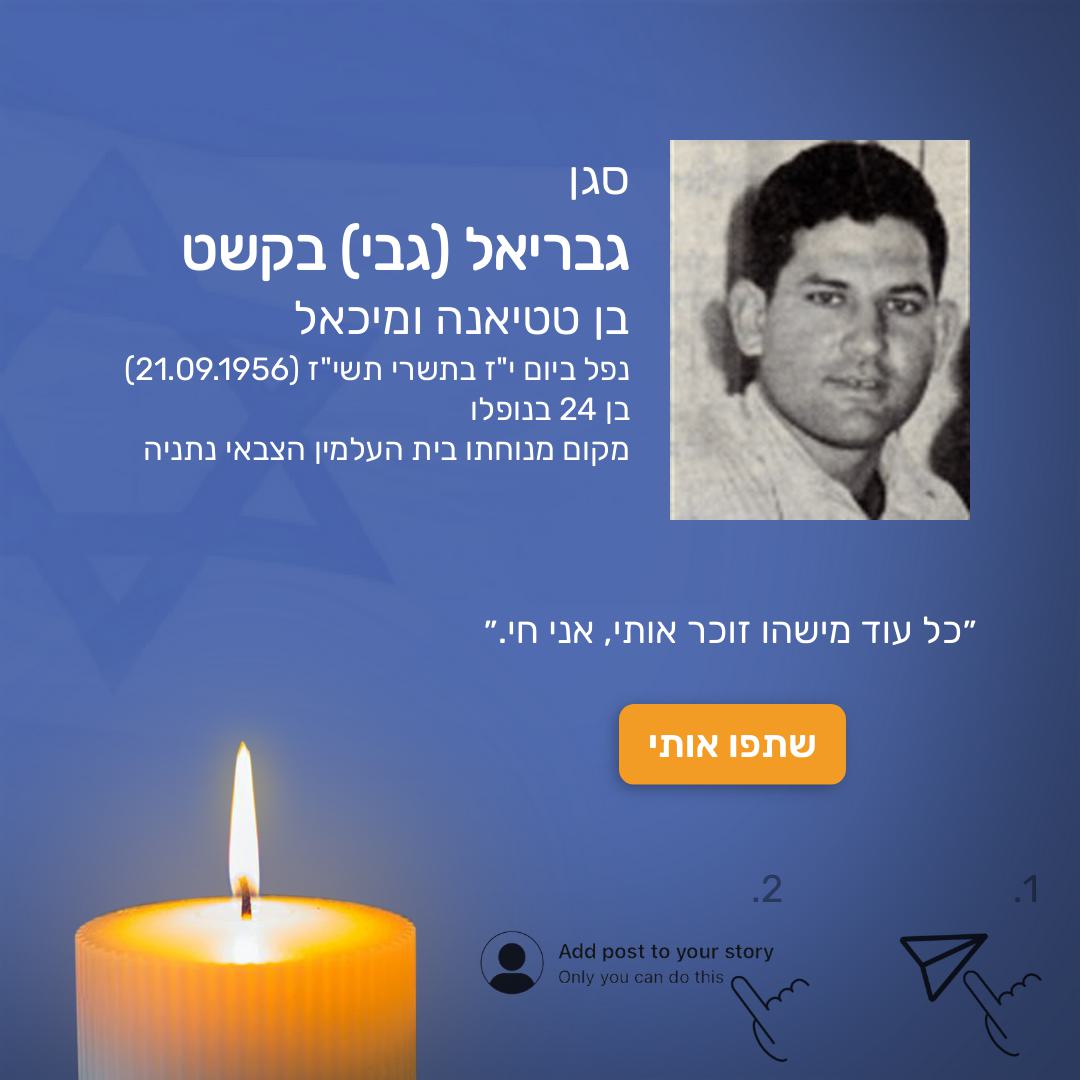 סגן
גבריאל (גבי) בקשט
בן טטיאנה ומיכאל
נפל ביום י"ז בתשרי תשי"ז (21.09.1956)
בן 24 בנופלו
מקום מנוחתו בית העלמין הצבאי נתניה
״כל עוד מישהו זוכר אותי, אני חי.״
שתפו אותי
.1
.2
Add post to your story
Only you can do this